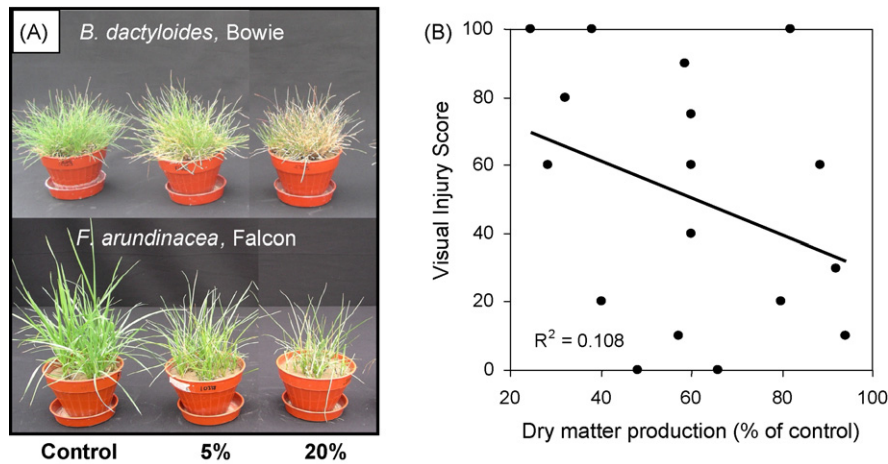 (A)
B. dactyloides, Bowie
F. arundinacea, Falcon
Control 5% 20%
(B)
Visual Injury Score
100
80
60
40
20
0
R² = 0.108
20 40 60 80 100
Dry matter production (% of control)